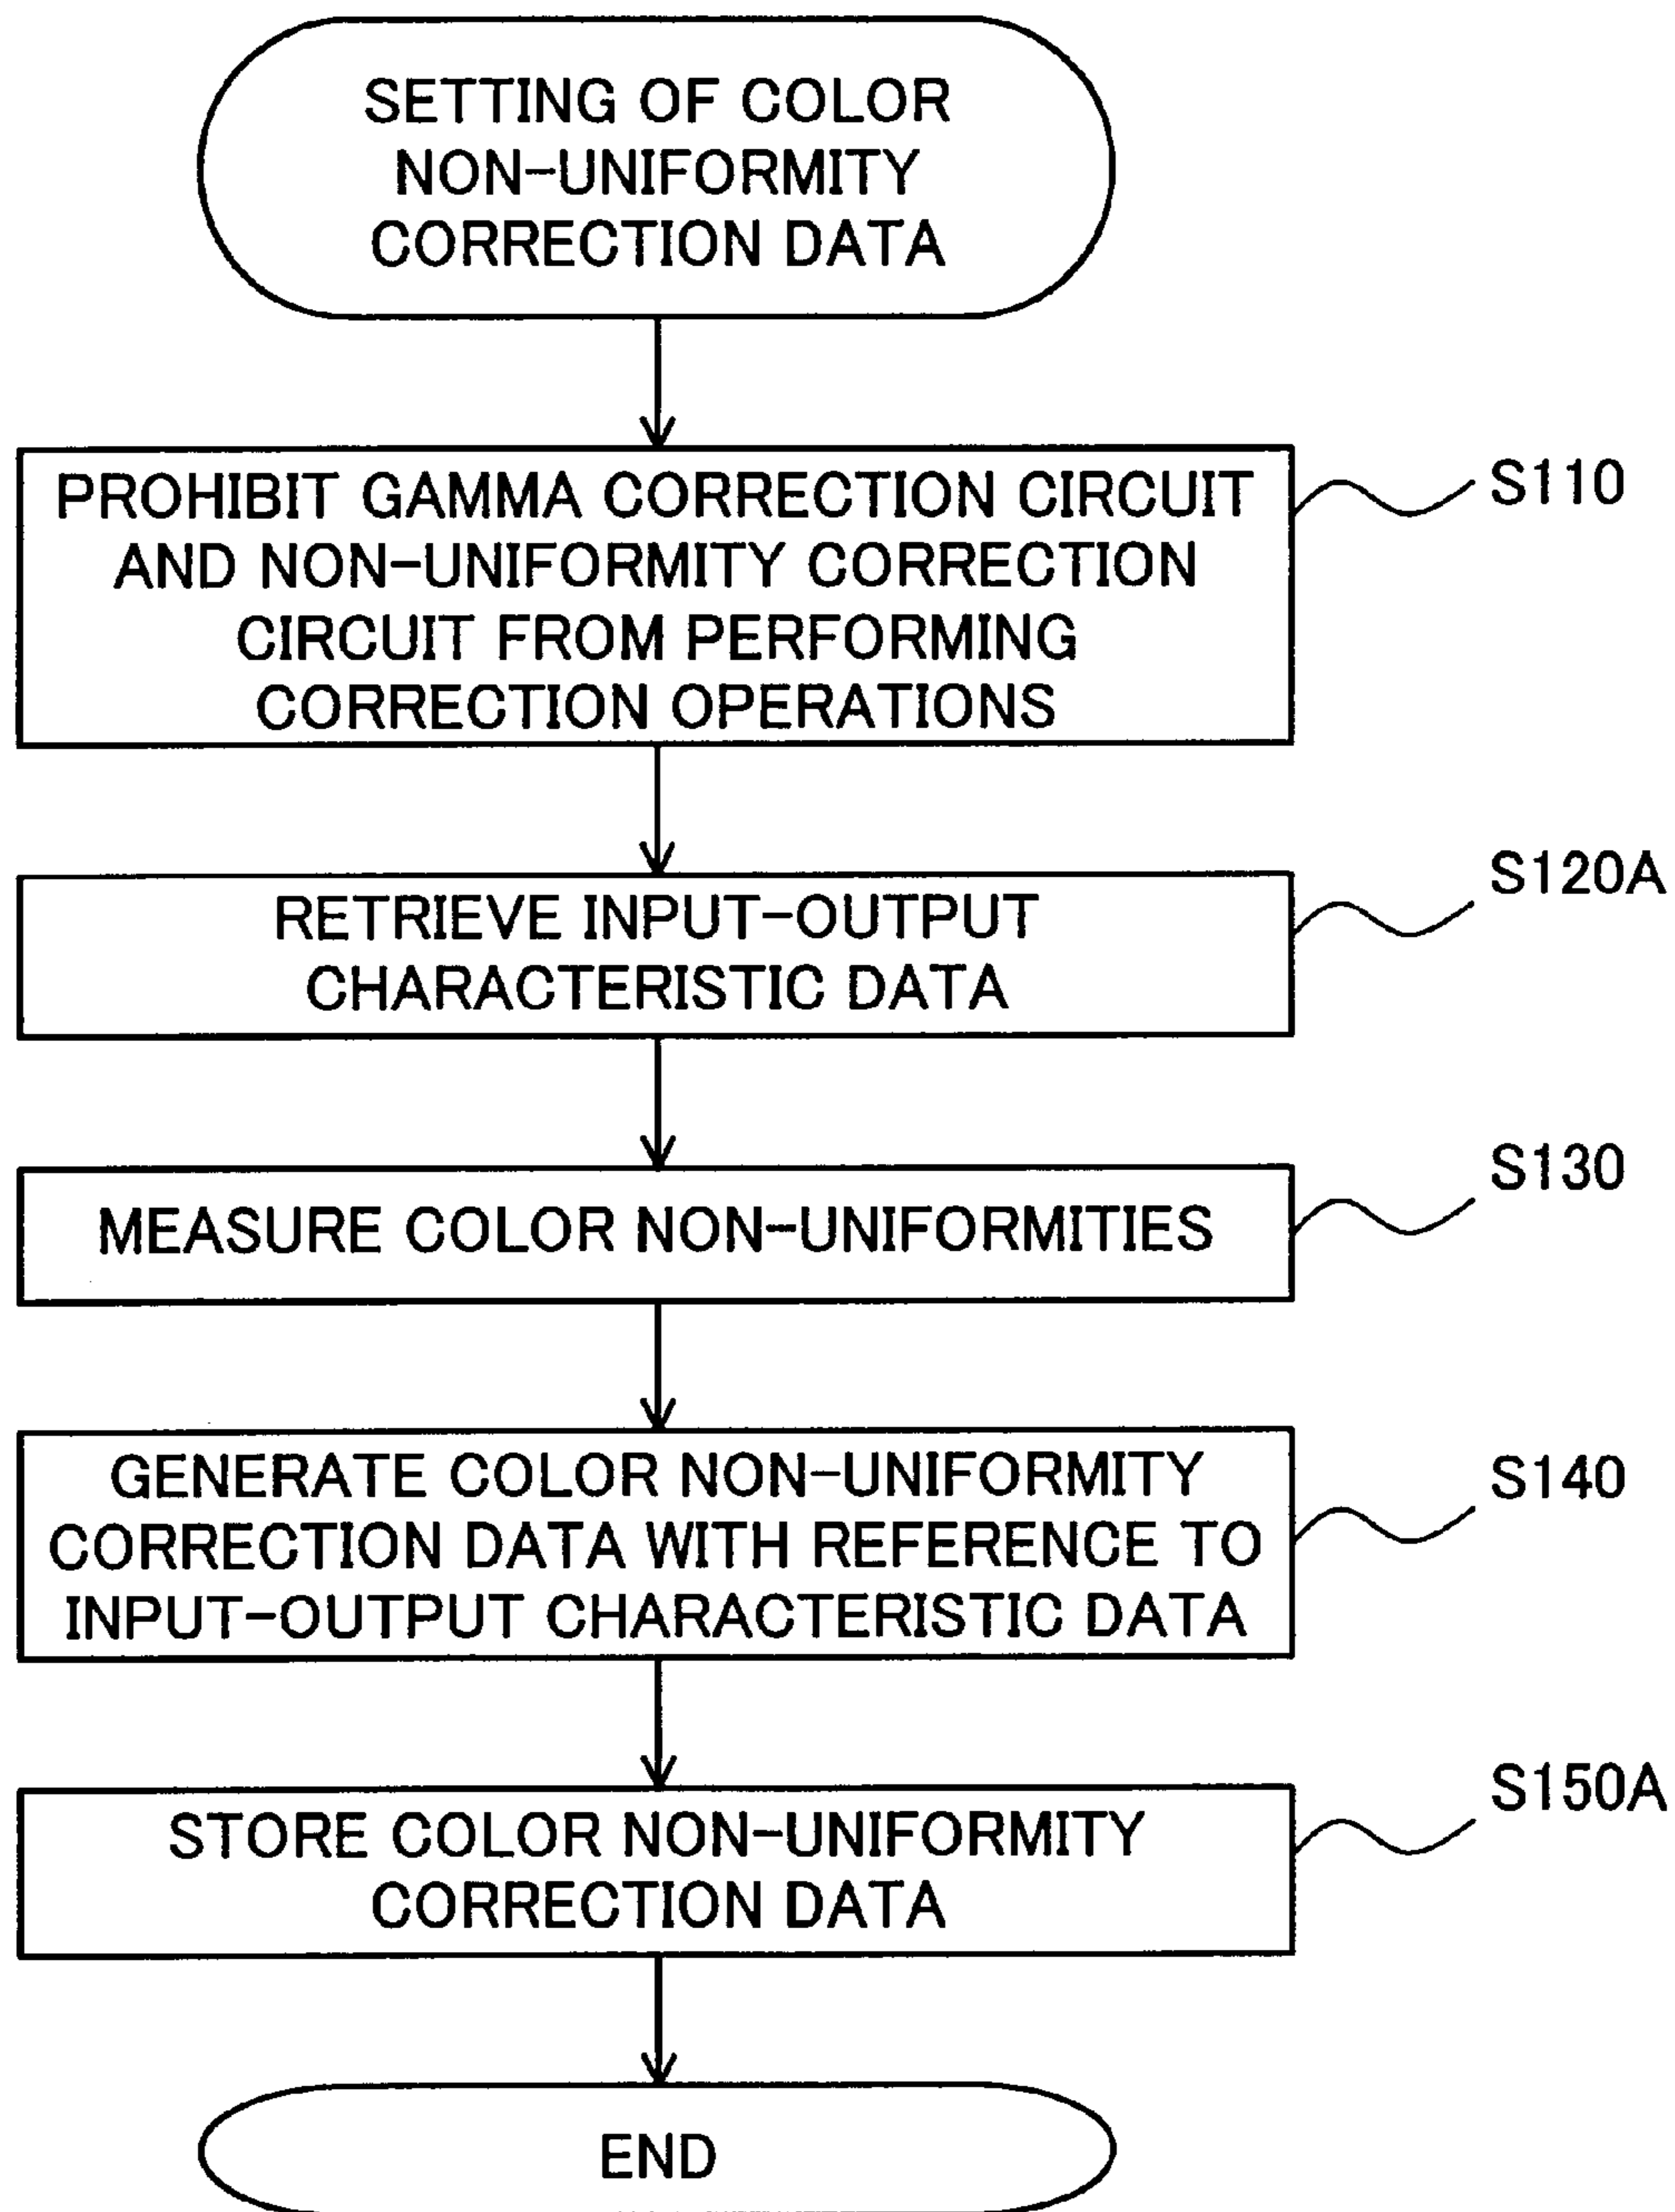 SETTING OF COLOR
NON-UNIFORMITY
CORRECTION DATA
PROHIBIT GAMMA CORRECTION CIRCUIT
AND NON-UNIFORMITY CORRECTION
CIRCUIT FROM PERFORMING
CORRECTION OPERATIONS
S110
RETRIEVE INPUT-OUTPUT
CHARACTERISTIC DATA
S120A
MEASURE COLOR NON-UNIFORMITIES
S130
GENERATE COLOR NON-UNIFORMITY
CORRECTION DATA WITH REFERENCE TO
INPUT-OUTPUT CHARACTERISTIC DATA
S140
STORE COLOR NON-UNIFORMITY
CORRECTION DATA
S150A
END